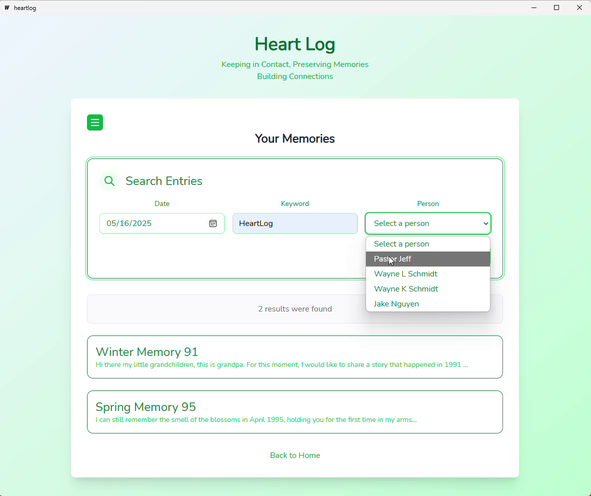 heartlog
Heart Log
Keeping in Contact, Preserving Memories
Building Connections
Your Memories
Search Entries
Date
Keyword
Person
05/16/2025
HeartLog
Select a person
Select a person
Pastor Jeff
Wayne L Schmidt
Wayne K Schmidt
Jake Nguyen
2 results were found
Winter Memory 91
Hi there my little grandchildren, this is grandpa. For this moment, I would like to share a story that happened in 1991 ...
Spring Memory 95
I can still remember the smell of the blossoms in April 1995, holding you for the first time in my arms...
Back to Home